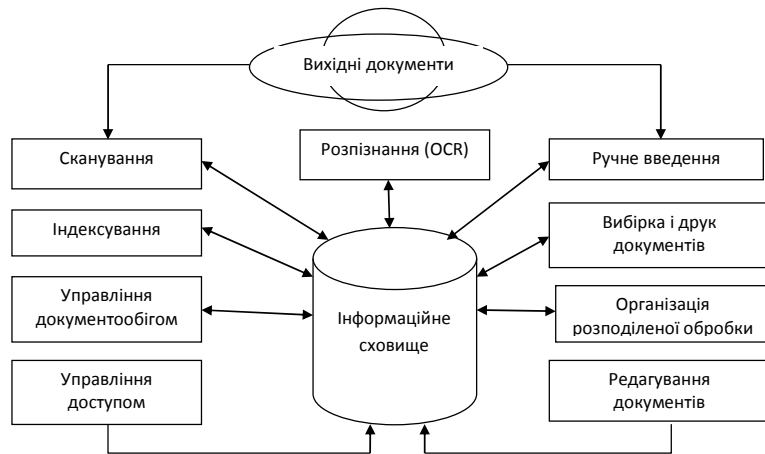 Вихідні документи
Сканування
Розпізнання (OCR)
Ручне введення
Індексування
Вибірка і друк
документів
Управління
документообігом
Інформаційне
сховище
Організація
розподіленої обробки
Управління
доступом
Редагування
документів